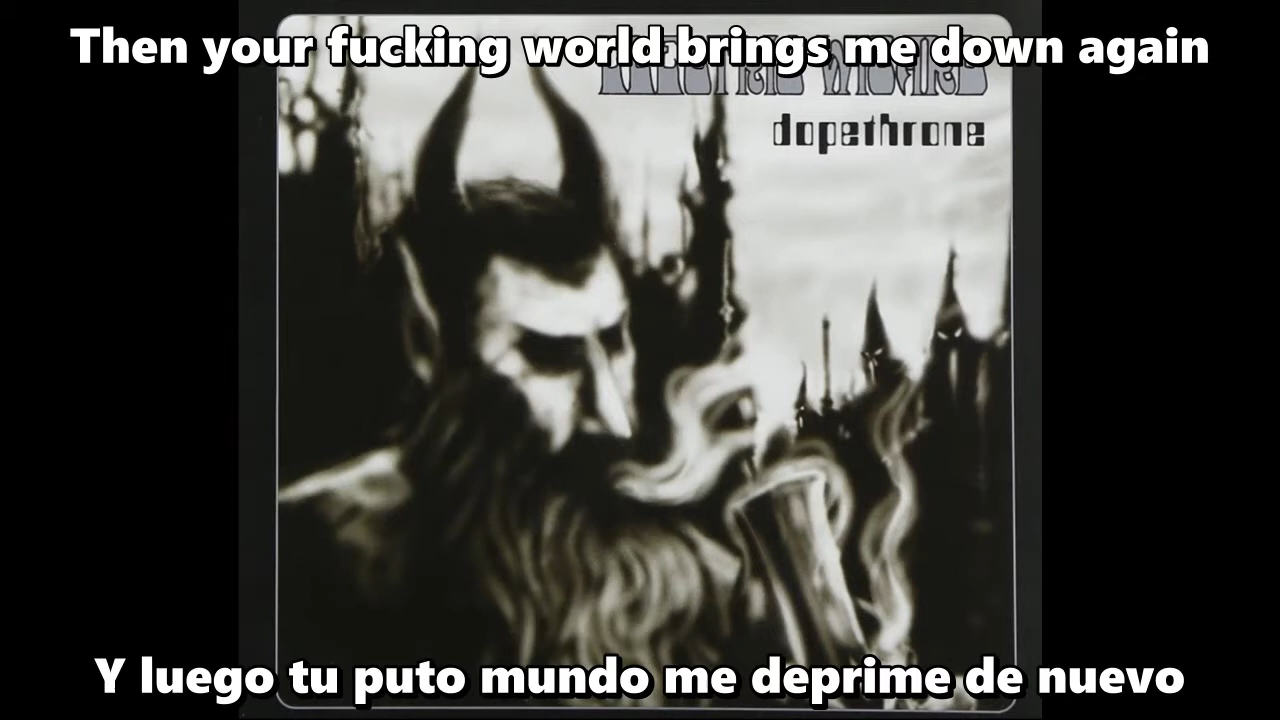 Then your fucking world brings me down again
dopethrone
Y luego tu puto mundo me deprime de nuevo